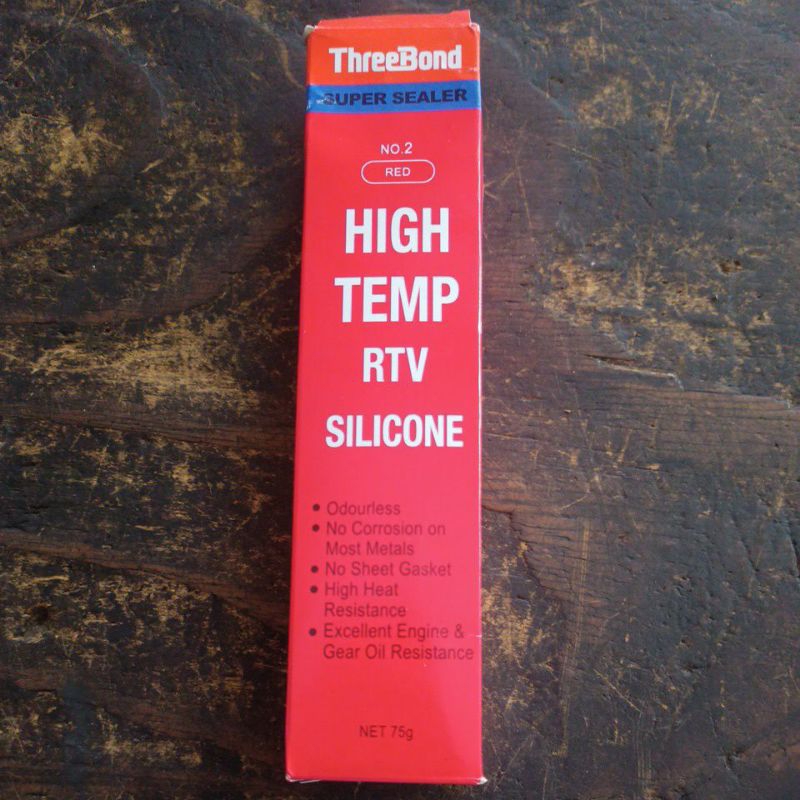 ThreeBond
SUPER SEALER
NO.2
RED
HIGH
TEMP
RTV
SILICONE
• Odourless
• No Corrosion on
Most Metals
• No Sheet Gasket
• High Heat
Resistance
• Excellent Engine &
Gear Oil Resistance
NET 75g